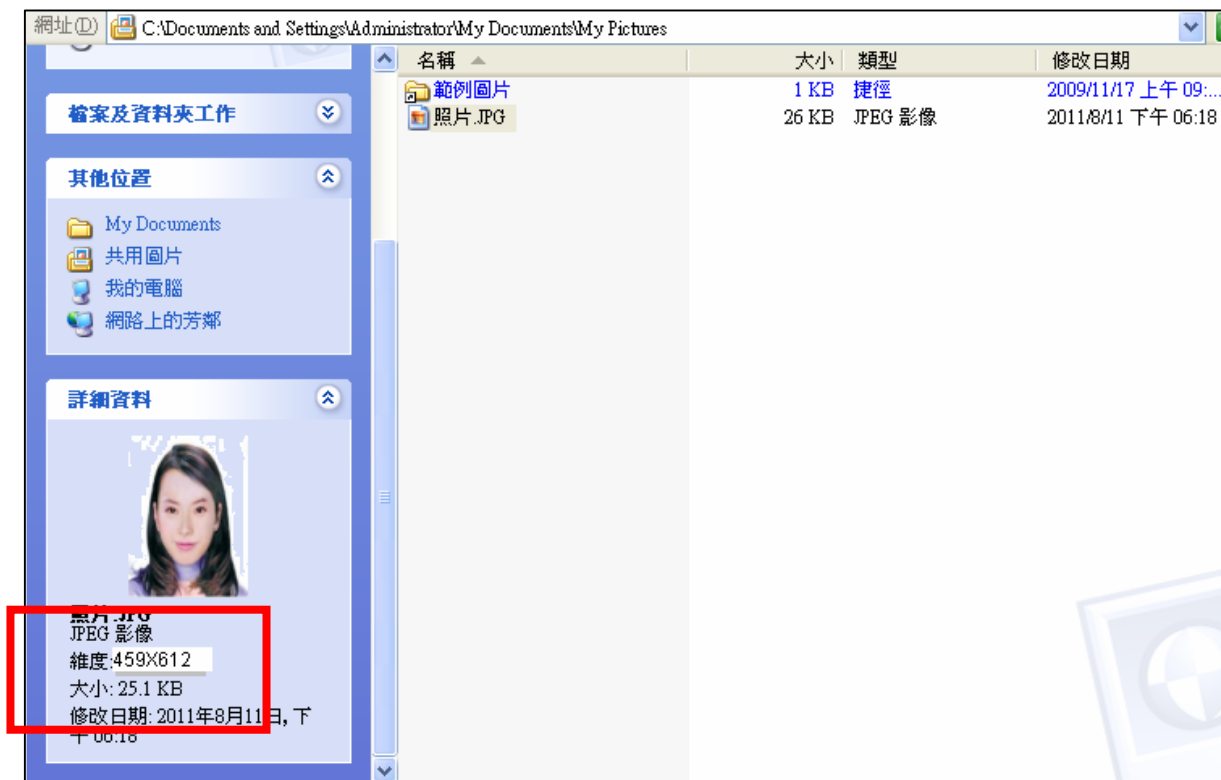 網址(D) C:\Documents and Settings\Administrator\My Documents\My Pictures
名稱 大小 類型 修改日期
範例圖片 1 KB 捷徑 2009/11/17 上午 09:...
照片.JPG 26 KB JPEG 影像 2011/8/11 下午 06:18
檔案及資料夾工作
其他位置
My Documents
共用圖片
我的電腦
網路上的芳鄰
詳細資料
照片.JPG
JPEG 影像
維度:459X612
大小: 25.1 KB
修改日期: 2011年8月11日, 下
午 06:18